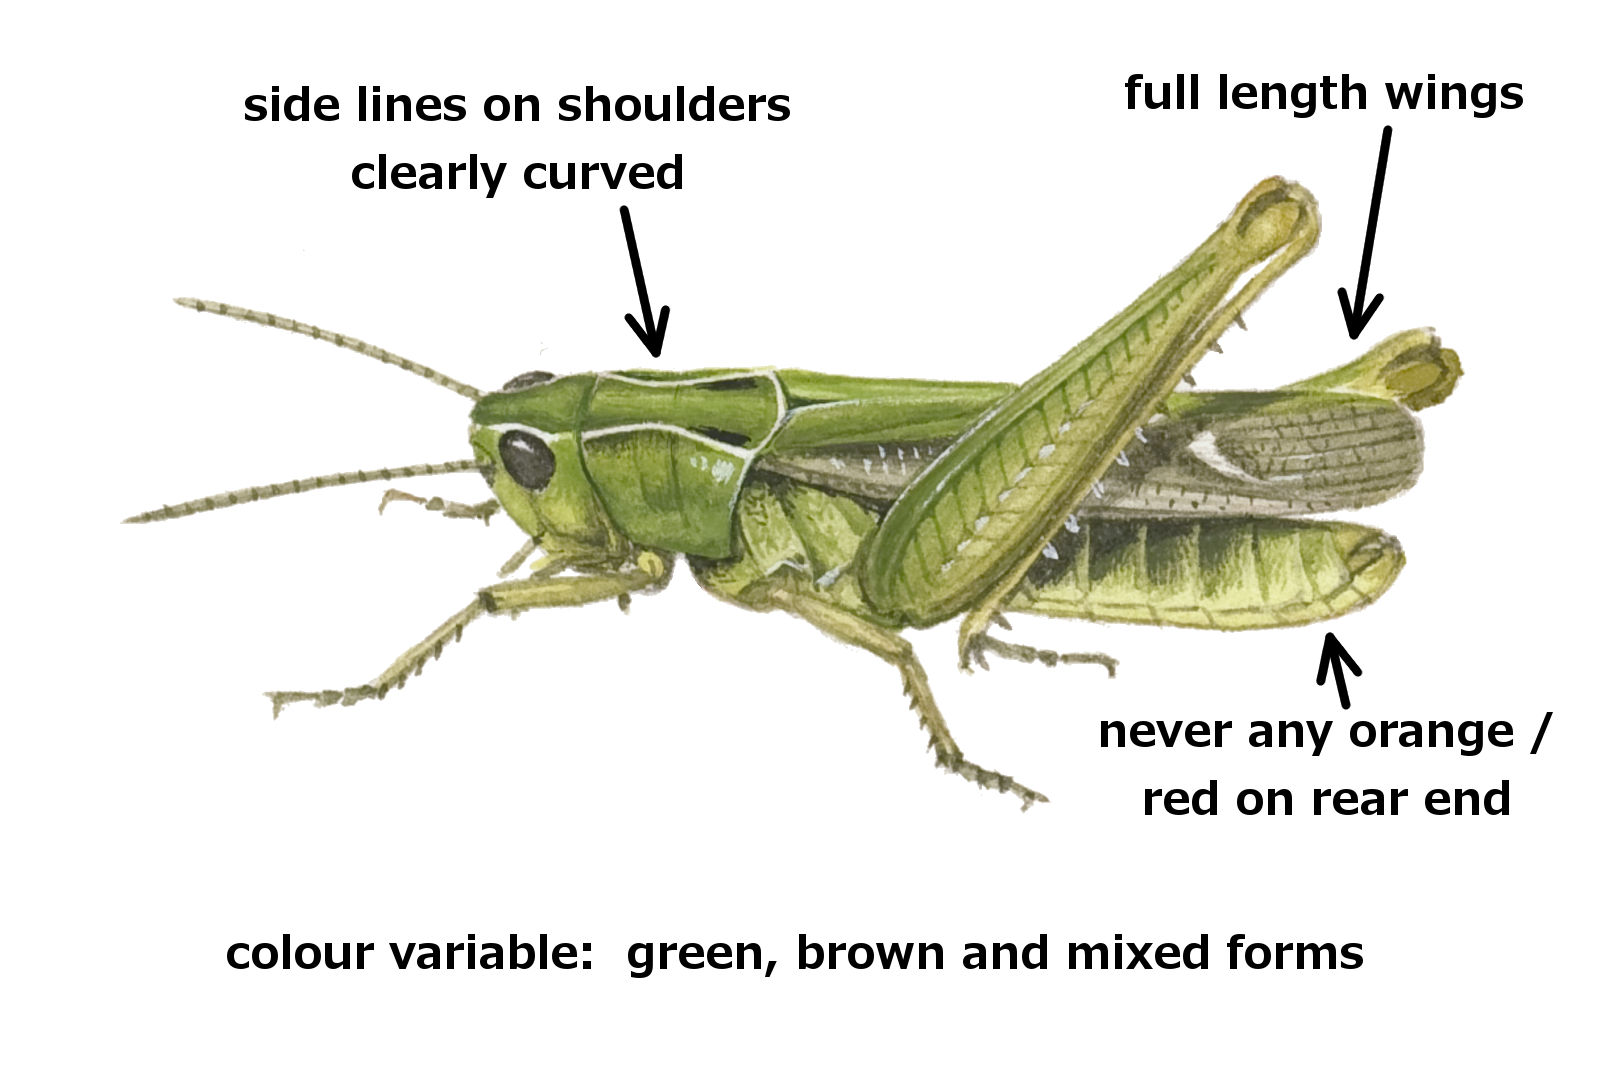 side lines on shoulders
clearly curved
full length wings
never any orange /
red on rear end
colour variable:  green, brown and mixed forms